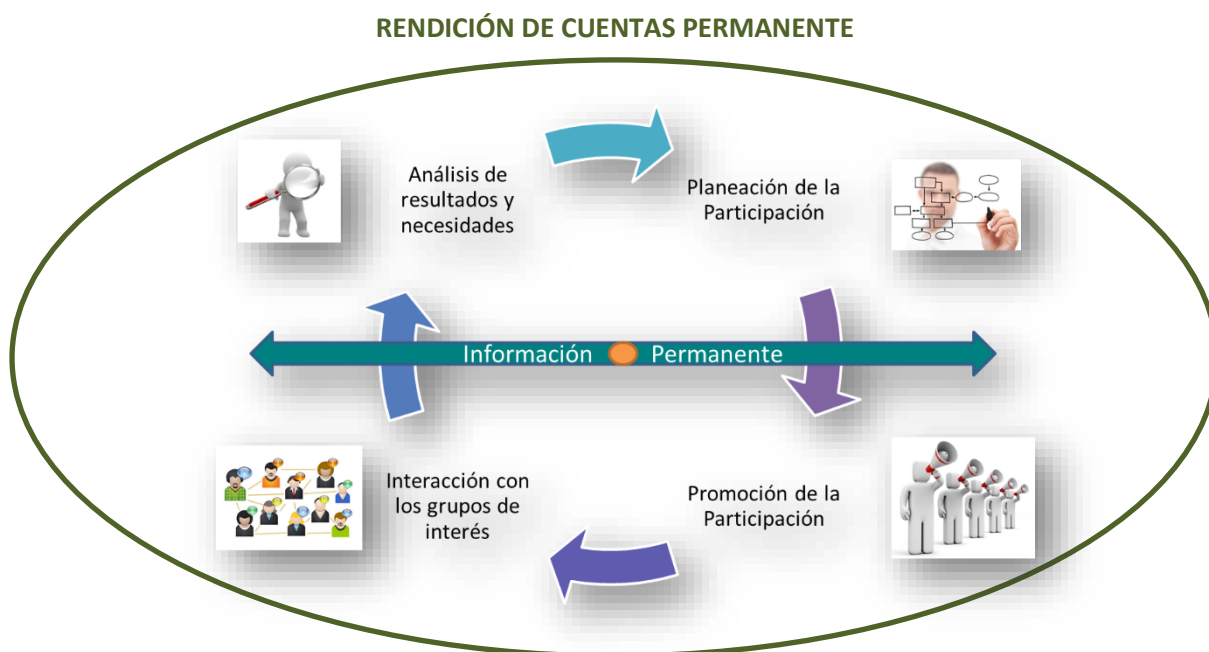 RENDICIÓN DE CUENTAS PERMANENTE
Análisis de
resultados y
necesidades
Planeación de la
Participación
Información Permanente
Interacción con
los grupos de
interés
Promoción de la
Participación